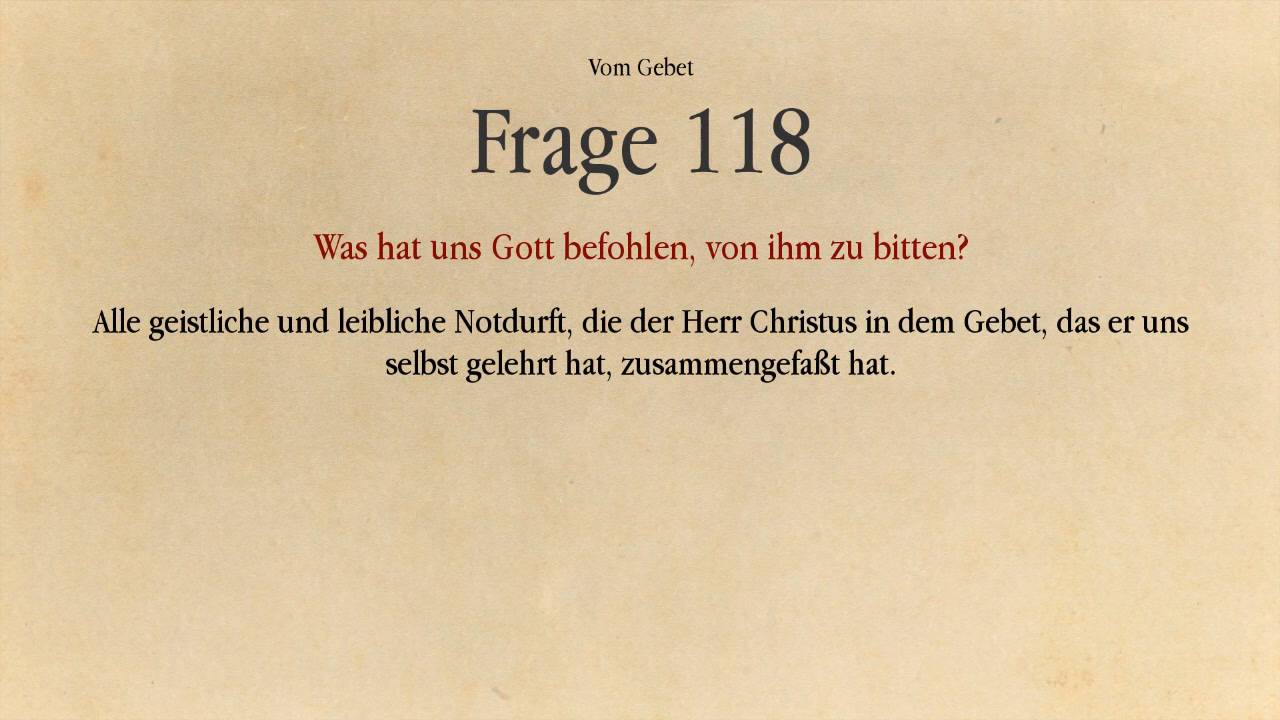 Vom Gebet
Frage 118
Was hat uns Gott befohlen, von ihm zu bitten?
Alle geistliche und leibliche Notdurft, die der Herr Christus in dem Gebet, das er uns
selbst gelehrt hat, zusammengefaßt hat.